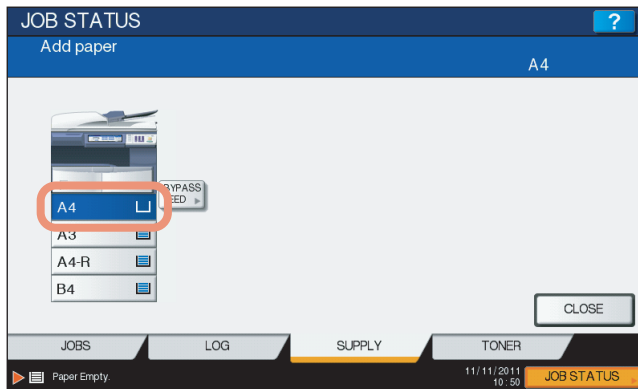 JOB STATUS
?
Add paper
A4
BYPASS
FEED
A4
A3
A4-R
B4
CLOSE
JOBS
LOG
SUPPLY
TONER
Paper Empty.
11/11/2011
10:50
JOB STATUS